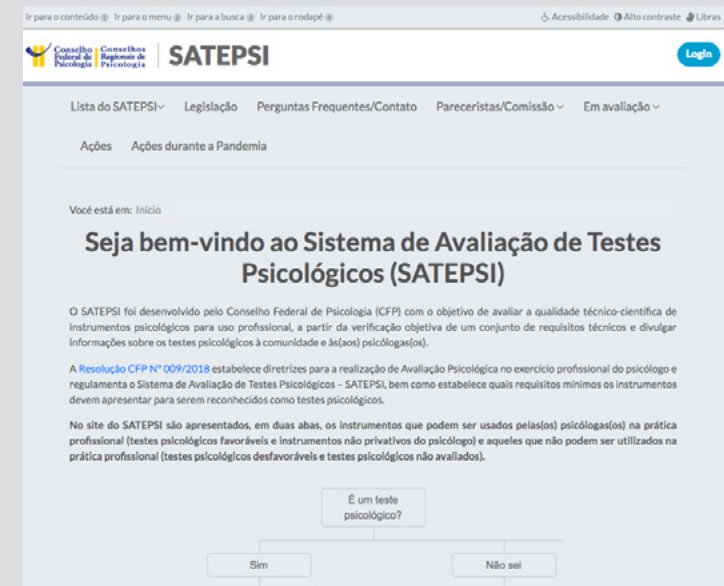 Ir para o conteúdo 1 Ir para o menu 2 Ir para a busca 3 Ir para o rodapé 4
Acessibilidade Alto contraste Libras
Conselho Federal de Psicologia
Conselhos Regionais de Psicologia
SATEPSI
Login
Lista do SATEPSI Legislação Perguntas Frequentes/Contato Pareceristas/Comissão Em avaliação
Ações Ações durante a Pandemia
Você está em: Início
Seja bem-vindo ao Sistema de Avaliação de Testes
Psicológicos (SATEPSI)
O SATEPSI foi desenvolvido pelo Conselho Federal de Psicologia (CFP) com o objetivo de avaliar a qualidade técnico-científica de
instrumentos psicológicos para uso profissional, a partir da verificação objetiva de um conjunto de requisitos técnicos e divulgar
informações sobre os testes psicológicos à comunidade e às(aos) psicólogas(os).
A Resolução CFP Nº 009/2018 estabelece diretrizes para a realização de Avaliação Psicológica no exercício profissional do psicólogo e
regulamenta o Sistema de Avaliação de Testes Psicológicos – SATEPSI, bem como estabelece quais requisitos mínimos os instrumentos
devem apresentar para serem reconhecidos como testes psicológicos.
No site do SATEPSI são apresentados, em duas abas, os instrumentos que podem ser usados pelas(os) psicólogas(os) na prática
profissional (testes psicológicos favoráveis e instrumentos não privativos do psicólogo) e aqueles que não podem ser utilizados na
prática profissional (testes psicológicos desfavoráveis e testes psicológicos não avaliados).
É um teste
psicológico?
Sim
Não sei